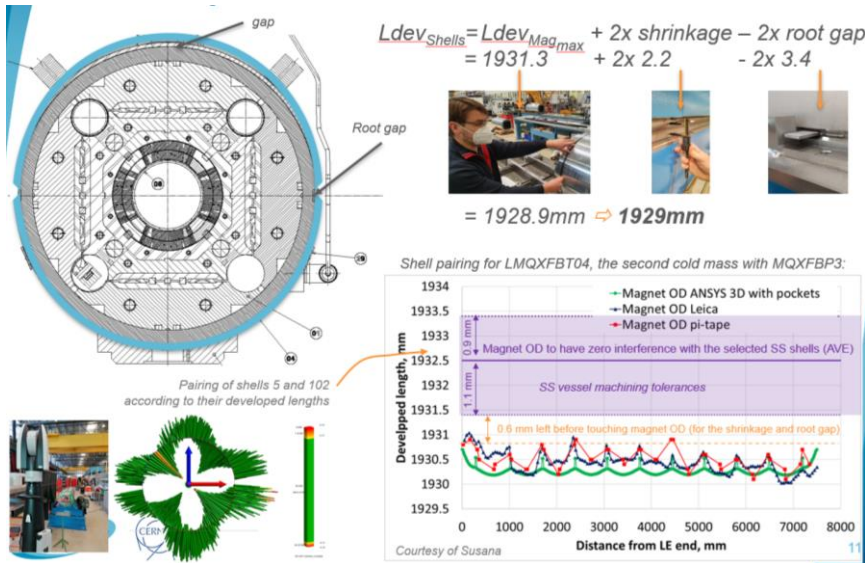 gap
Root gap
LdevShells = LdevMagmax + 2x shrinkage – 2x root gap
= 1931.3 + 2x 2.2 - 2x 3.4
= 1928.9mm ⇨ 1929mm
Shell pairing for LMQXFBT04, the second cold mass with MQXFBP3:
Pairing of shells 5 and 102
according to their developed lengths
Developped length, mm
1934
1933.5
1933
1932.5
1932
1931.5
1931
1930.5
1930
1929.5
Magnet OD ANSYS 3D with pockets
Magnet OD Leica
Magnet OD pi-tape
0.9 mm
Magnet OD to have zero interference with the selected SS shells (AVE)
1.1 mm
SS vessel machining tolerances
0.6 mm left before touching magnet OD (for the shrinkage and root gap)
0 1000 2000 3000 4000 5000 6000 7000 8000
Distance from LE end, mm
Courtesy of Susana
CERN
11